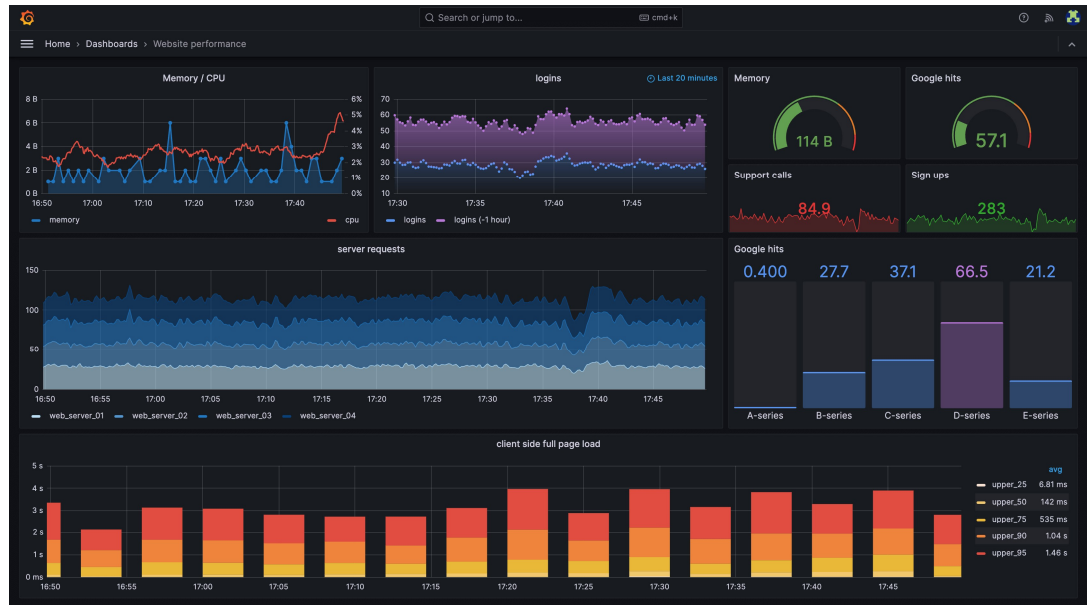 Search or jump to... cmd+k
Home › Dashboards › Website performance
Memory / CPU
8 B
6 B
4 B
2 B
0 B
6%
5%
4%
3%
2%
1%
0%
16:50 17:00 17:10 17:20 17:30 17:40
memory cpu
logins
Last 20 minutes
70
60
50
40
30
20
10
17:30 17:35 17:40 17:45
logins logins (-1 hour)
Memory
114 B
Google hits
57.1
Support calls
84.9
Sign ups
283
server requests
150
100
50
0
16:50 16:55 17:00 17:05 17:10 17:15 17:20 17:25 17:30 17:35 17:40 17:45
web_server_01 web_server_02 web_server_03 web_server_04
Google hits
0.400 27.7 37.1 66.5 21.2
A-series B-series C-series D-series E-series
client side full page load
5 s
4 s
3 s
2 s
1 s
0 ms
16:50 16:55 17:00 17:05 17:10 17:15 17:20 17:25 17:30 17:35 17:40 17:45
avg
upper_25 6.81 ms
upper_50 142 ms
upper_75 535 ms
upper_90 1.04 s
upper_95 1.46 s